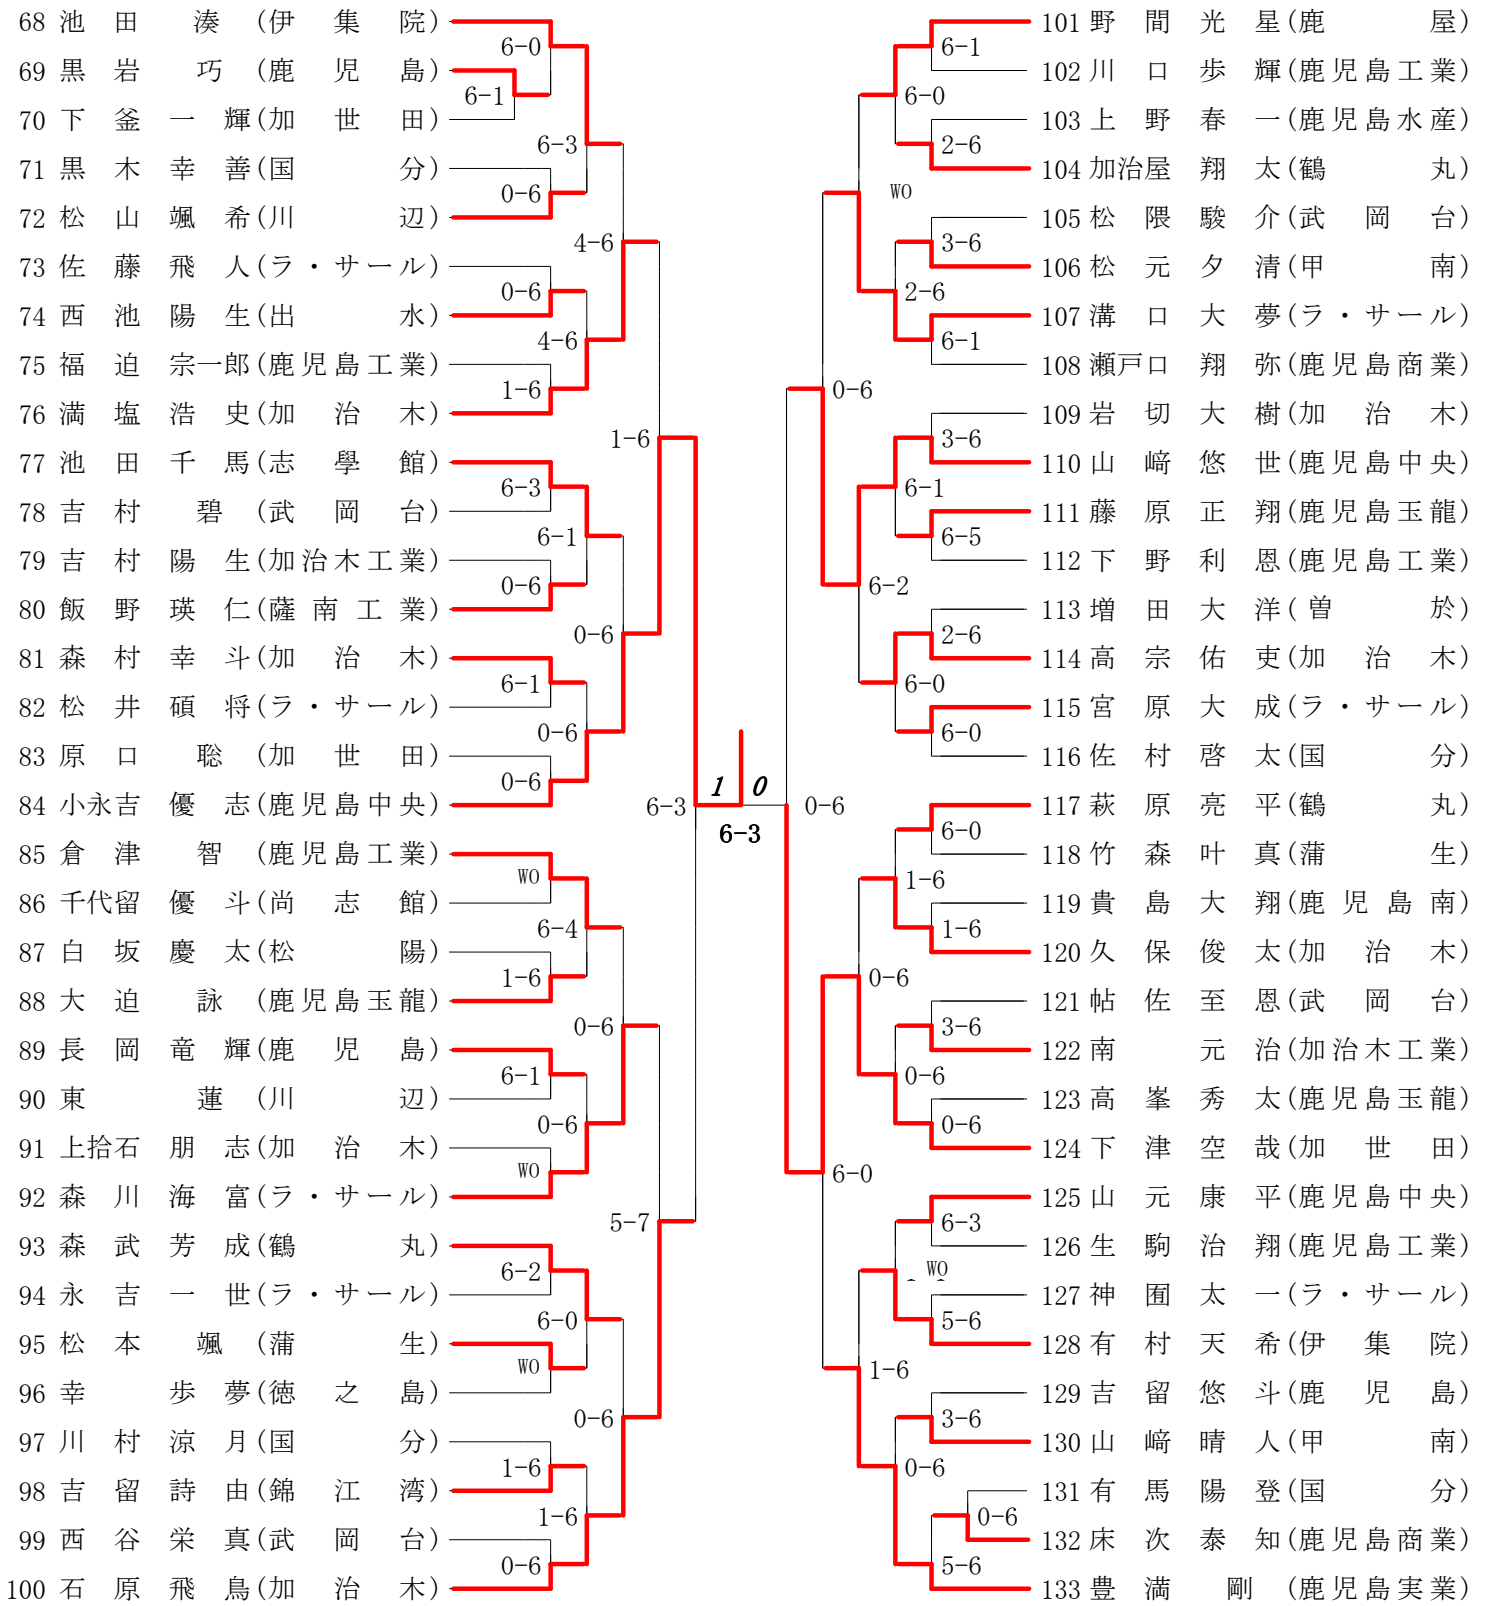 68 池田 湊 (伊集院)
6-0
69 黒岩 巧 (鹿児島)
6-1
70 下釜一輝(加世田)
6-3
71 黒木幸善(国分)
0-6
72 松山颯希(川辺)
4-6
73 佐藤飛人(ラ・サール)
0-6
74 西池陽生(出水)
4-6
75 福迫宗一郎(鹿児島工業)
1-6
76 満塩浩史(加治木)
1-6
77 池田千馬(志學館)
6-3
78 吉村 碧 (武岡台)
6-1
79 吉村陽生(加治木工業)
0-6
80 飯野瑛仁(薩南工業)
0-6
81 森村幸斗(加治木)
6-1
82 松井碩将(ラ・サール)
0-6
83 原口 聡 (加世田)
0-6
84 小永吉優志(鹿児島中央)
6-3
85 倉津 智 (鹿児島工業)
WO
86 千代留優斗(尚志館)
6-4
87 白坂慶太(松陽)
1-6
88 大迫 詠 (鹿児島玉龍)
0-6
89 長岡竜輝(鹿児島)
6-1
90 東 蓮 (川辺)
0-6
91 上拾石朋志(加治木)
WO
92 森川海富(ラ・サール)
5-7
93 森武芳成(鶴丸)
6-2
94 永吉一世(ラ・サール)
6-0
95 松本 颯 (蒲生)
WO
96 幸 歩夢(徳之島)
0-6
97 川村涼月(国分)
1-6
98 吉留詩由(錦江湾)
1-6
99 西谷栄真(武岡台)
0-6
100 石原飛鳥(加治木)
1 0
6-3
101 野間光星(鹿屋)
6-1
102 川口歩輝(鹿児島工業)
6-0
103 上野春一(鹿児島水産)
2-6
104 加治屋翔太(鶴丸)
WO
105 松隈駿介(武岡台)
3-6
106 松元夕清(甲南)
2-6
107 溝口大夢(ラ・サール)
6-1
108 瀬戸口翔弥(鹿児島商業)
0-6
109 岩切大樹(加治木)
3-6
110 山﨑悠世(鹿児島中央)
6-1
111 藤原正翔(鹿児島玉龍)
6-5
112 下野利恩(鹿児島工業)
6-2
113 増田大洋(曽於)
2-6
114 高宗佑吏(加治木)
6-0
115 宮原大成(ラ・サール)
6-0
116 佐村啓太(国分)
0-6
117 萩原亮平(鶴丸)
6-0
118 竹森叶真(蒲生)
1-6
119 貴島大翔(鹿児島南)
1-6
120 久保俊太(加治木)
0-6
121 帖佐至恩(武岡台)
3-6
122 南 元治(加治木工業)
0-6
123 高峯秀太(鹿児島玉龍)
0-6
124 下津空哉(加世田)
6-0
125 山元康平(鹿児島中央)
6-3
126 生駒治翔(鹿児島工業)
WO
127 神囿太一(ラ・サール)
5-6
128 有村天希(伊集院)
1-6
129 吉留悠斗(鹿児島)
3-6
130 山﨑晴人(甲南)
0-6
131 有馬陽登(国分)
0-6
132 床次泰知(鹿児島商業)
5-6
133 豊満 剛 (鹿児島実業)